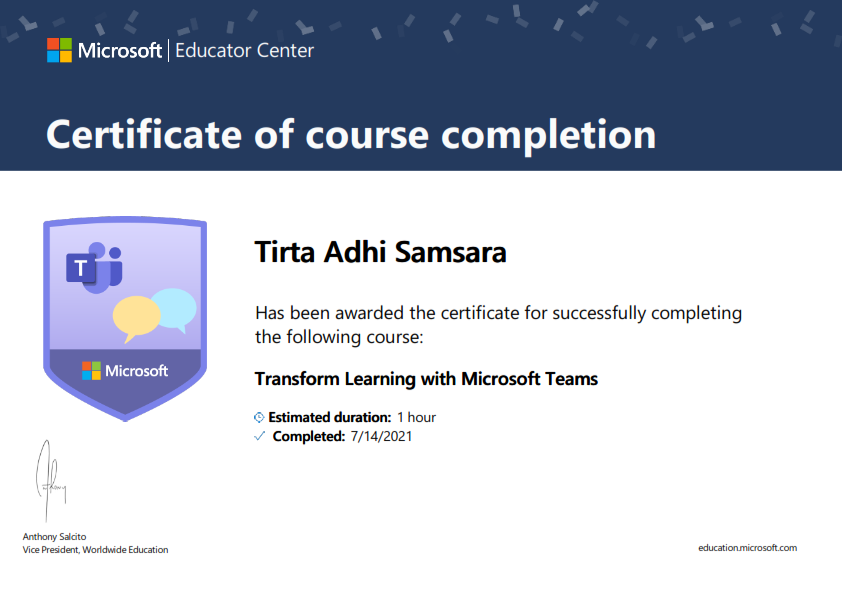 Microsoft | Educator Center
Certificate of course completion
Tirta Adhi Samsara
T
Has been awarded the certificate for successfully completing
the following course:
Microsoft
Transform Learning with Microsoft Teams
Estimated duration: 1 hour
Completed: 7/14/2021
Anthony
Anthony Salcito
Vice President, Worldwide Education
education.microsoft.com